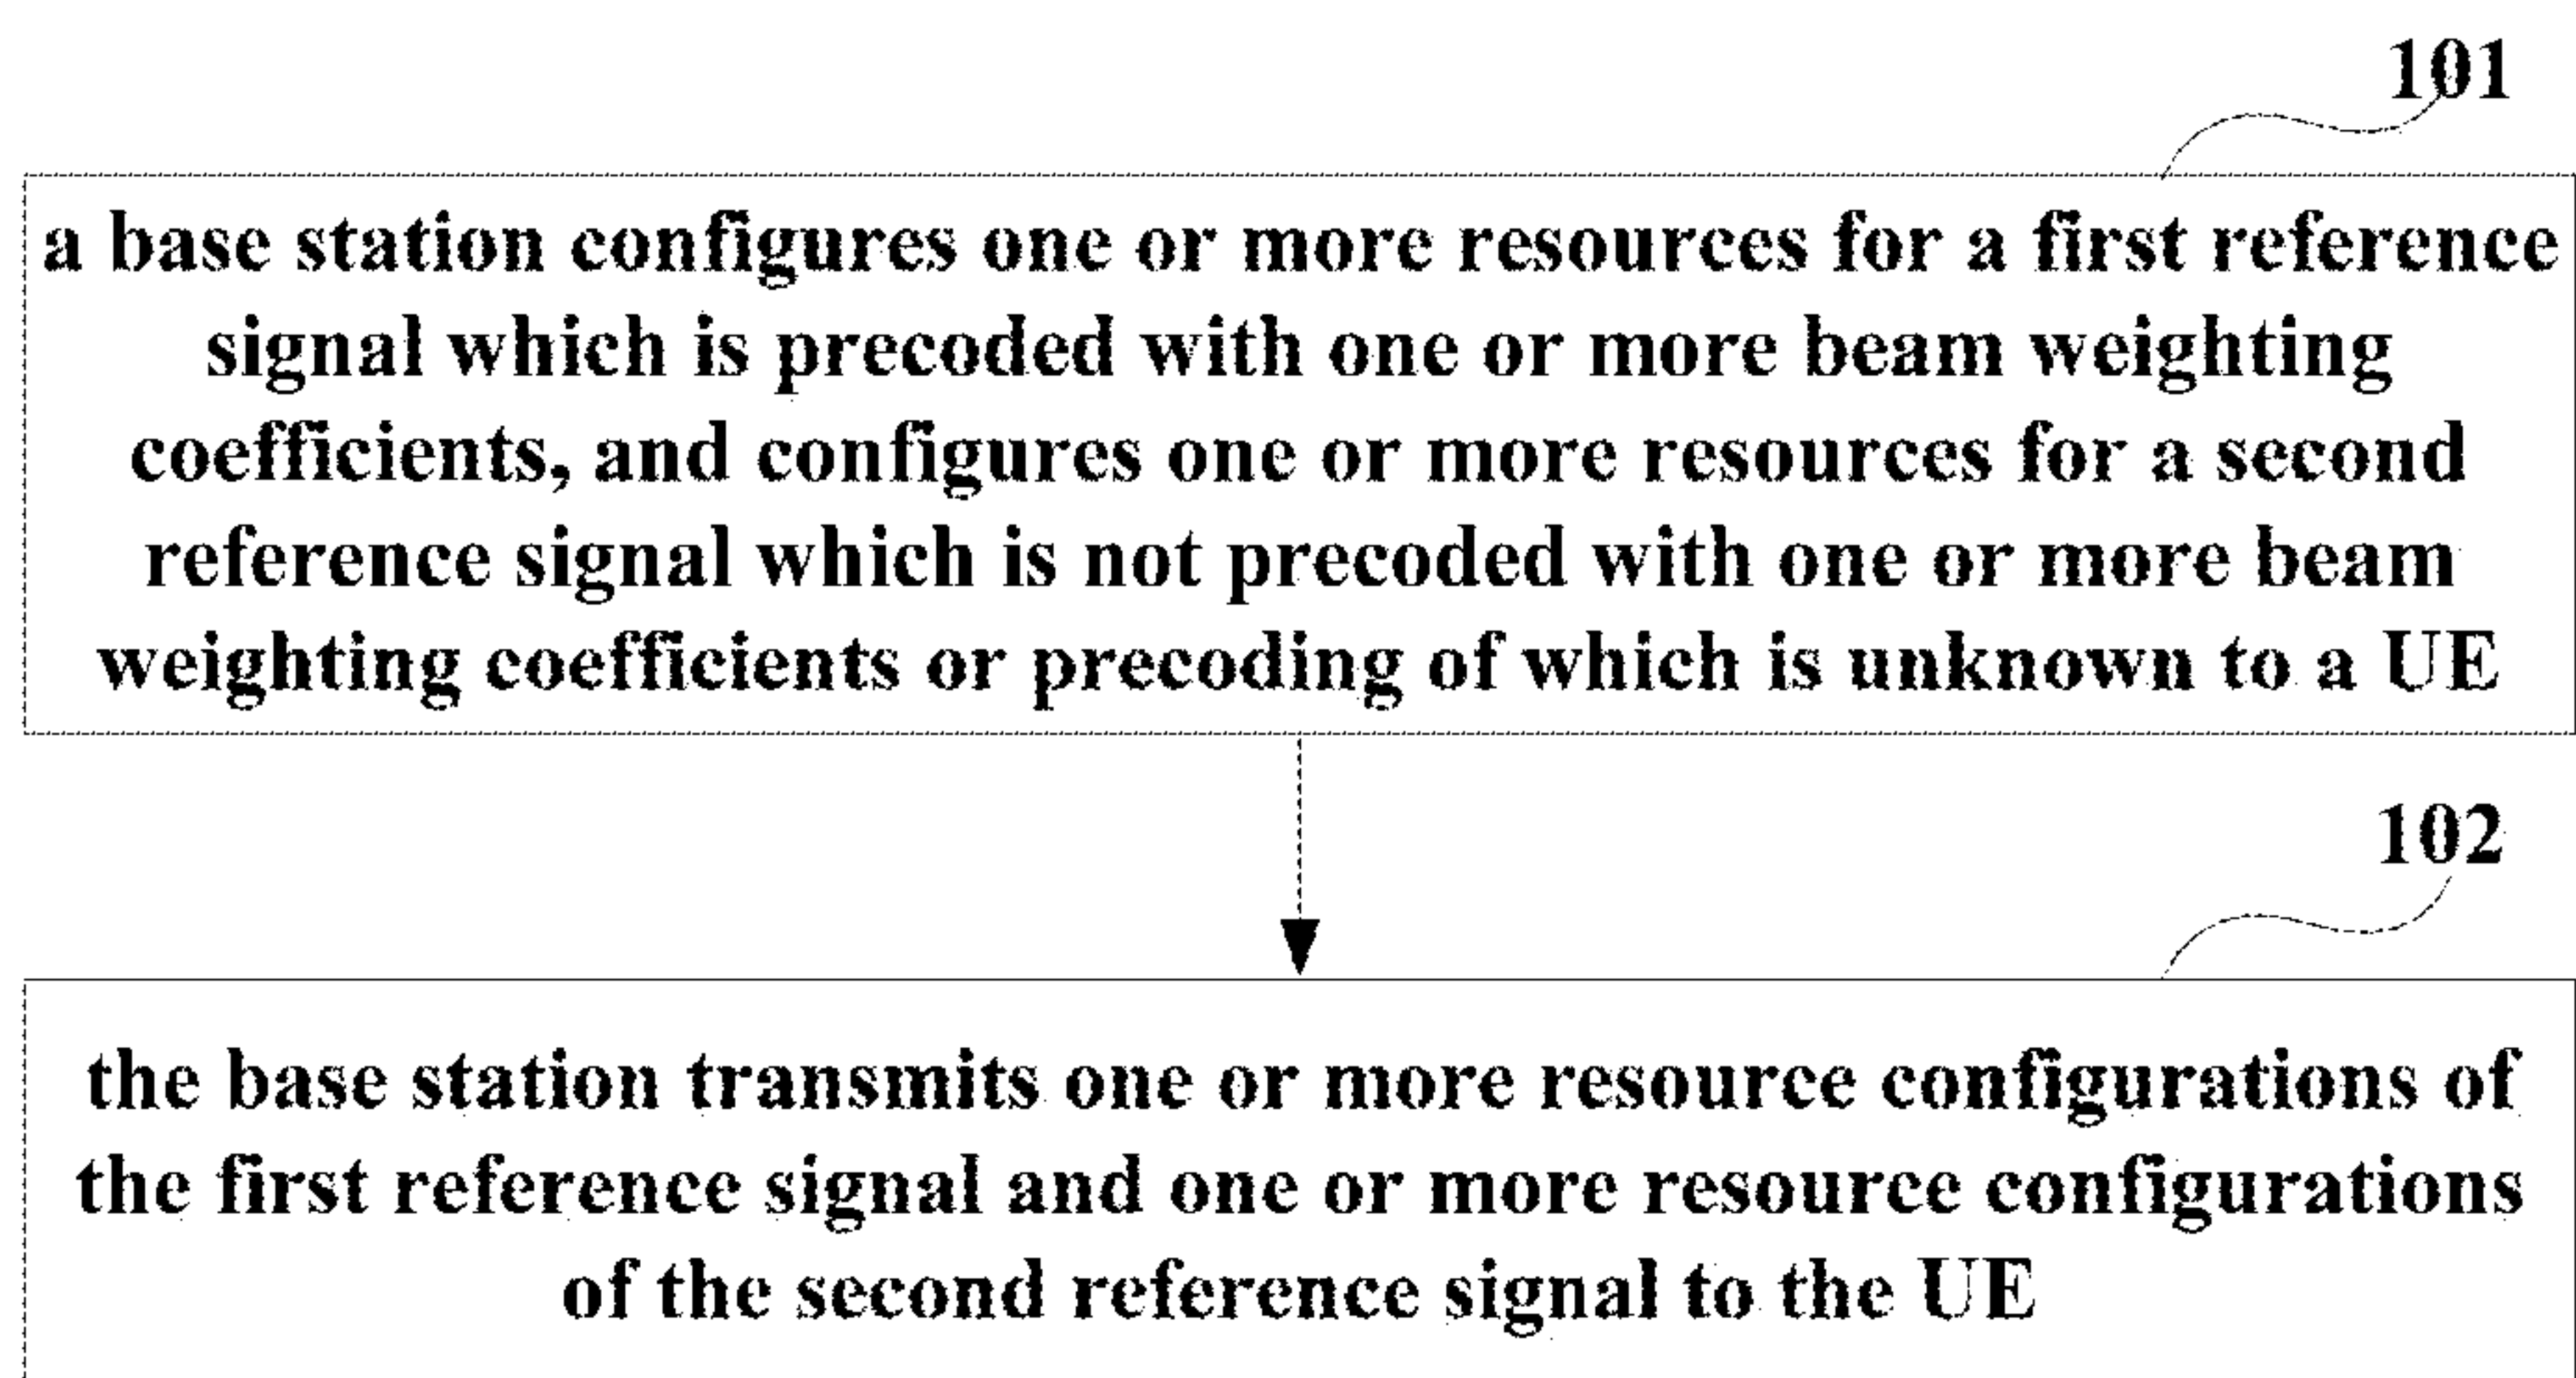 101
a base station configures one or more resources for a first reference
signal which is precoded with one or more beam weighting
coefficients, and configures one or more resources for a second
reference signal which is not precoded with one or more beam
weighting coefficients or precoding of which is unknown to a UE
102
the base station transmits one or more resource configurations of
the first reference signal and one or more resource configurations
of the second reference signal to the UE